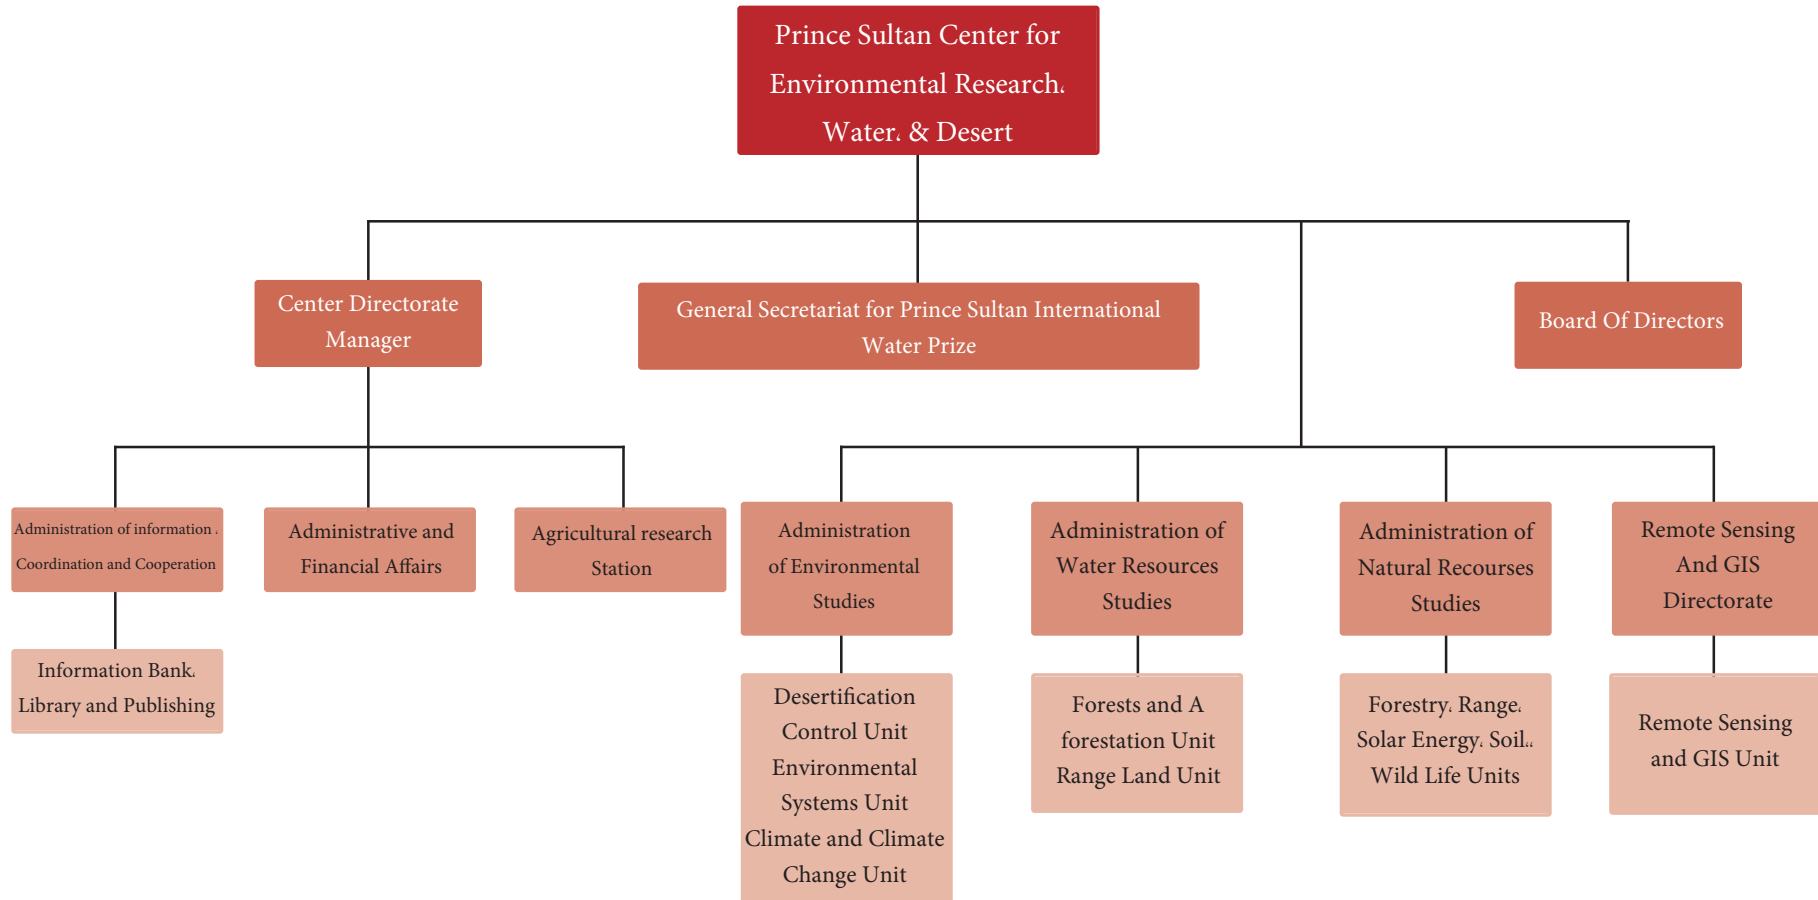 Prince Sultan Center for
Environmental Research،
Water، & Desert
Center Directorate
Manager
General Secretariat for Prince Sultan International
Water Prize
Board Of Directors
Administration of information ،
Coordination and Cooperation
Administrative and
Financial Affairs
Agricultural research
Station
Administration
of Environmental
Studies
Administration of
Water Resources
Studies
Administration of
Natural Recourses
Studies
Remote Sensing
And GIS
Directorate
Information Bank،
Library and Publishing
Desertification
Control Unit
Environmental
Systems Unit
Climate and Climate
Change Unit
Forests and A
forestation Unit
Range Land Unit
Forestry، Range،
Solar Energy، Soil،،
Wild Life Units
Remote Sensing
and GIS Unit